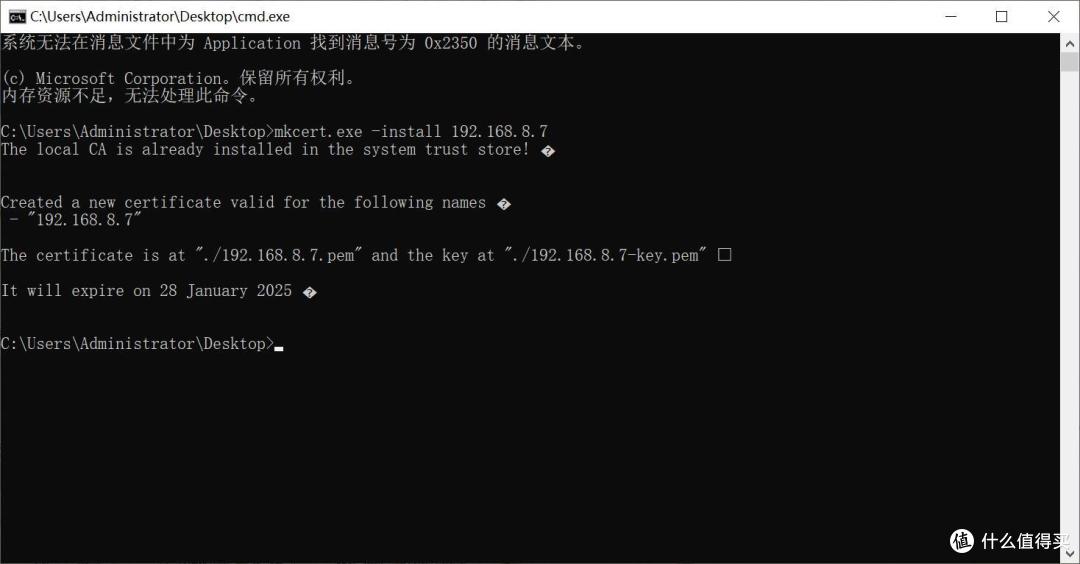 C:\Users\Administrator\Desktop\cmd.exe
系统无法在消息文件中为 Application 找到消息号为 0x2350 的消息文本。
(c) Microsoft Corporation。保留所有权利。
内存资源不足，无法处理此命令。
C:\Users\Administrator\Desktop>mkcert.exe -install 192.168.8.7
The local CA is already installed in the system trust store! �
Created a new certificate valid for the following names �
- "192.168.8.7"
The certificate is at "./192.168.8.7.pem" and the key at "./192.168.8.7-key.pem" □
It will expire on 28 January 2025 �
C:\Users\Administrator\Desktop>
值 什么值得买